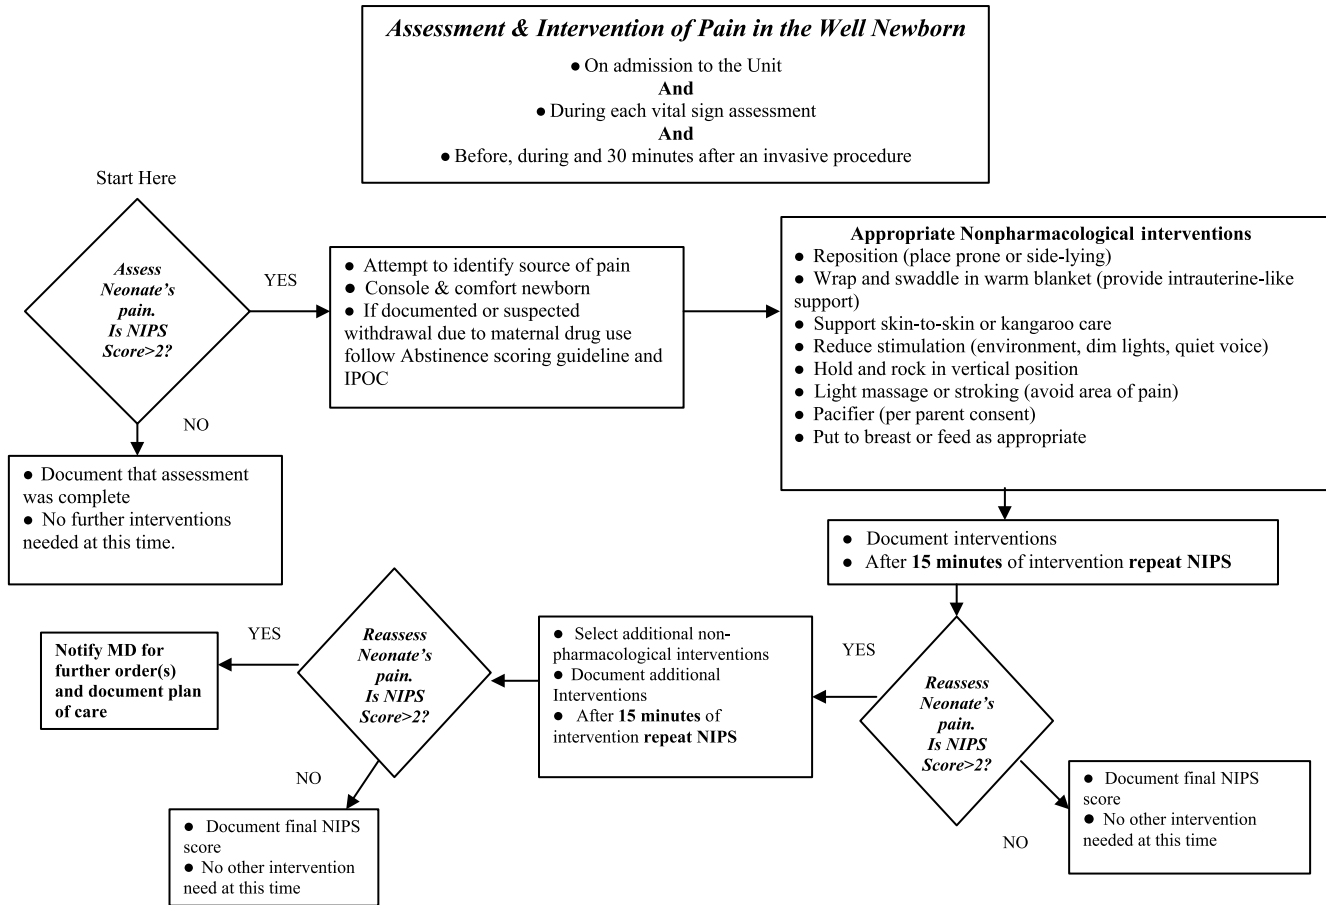 Assessment & Intervention of Pain in the Well Newborn
● On admission to the Unit
And
● During each vital sign assessment
And
● Before, during and 30 minutes after an invasive procedure
Start Here
Assess
Neonate's
pain.
Is NIPS
Score>2?
YES
● Attempt to identify source of pain
● Console & comfort newborn
● If documented or suspected
withdrawal due to maternal drug use
follow Abstinence scoring guideline and
IPOC
Appropriate Nonpharmacological interventions
● Reposition (place prone or side-lying)
● Wrap and swaddle in warm blanket (provide intrauterine-like
support)
● Support skin-to-skin or kangaroo care
● Reduce stimulation (environment, dim lights, quiet voice)
● Hold and rock in vertical position
● Light massage or stroking (avoid area of pain)
● Pacifier (per parent consent)
● Put to breast or feed as appropriate
NO
● Document that assessment
was complete
● No further interventions
needed at this time.
● Document interventions
● After 15 minutes of intervention repeat NIPS
Reassess
Neonate's
pain.
Is NIPS
Score>2?
YES
NO
● Document final NIPS
score
● No other intervention
needed at this time
● Select additional non-
pharmacological interventions
● Document additional
Interventions
● After 15 minutes of
intervention repeat NIPS
Reassess
Neonate's
pain.
Is NIPS
Score>2?
YES
Notify MD for
further order(s)
and document plan
of care
NO
● Document final NIPS
score
● No other intervention
need at this time